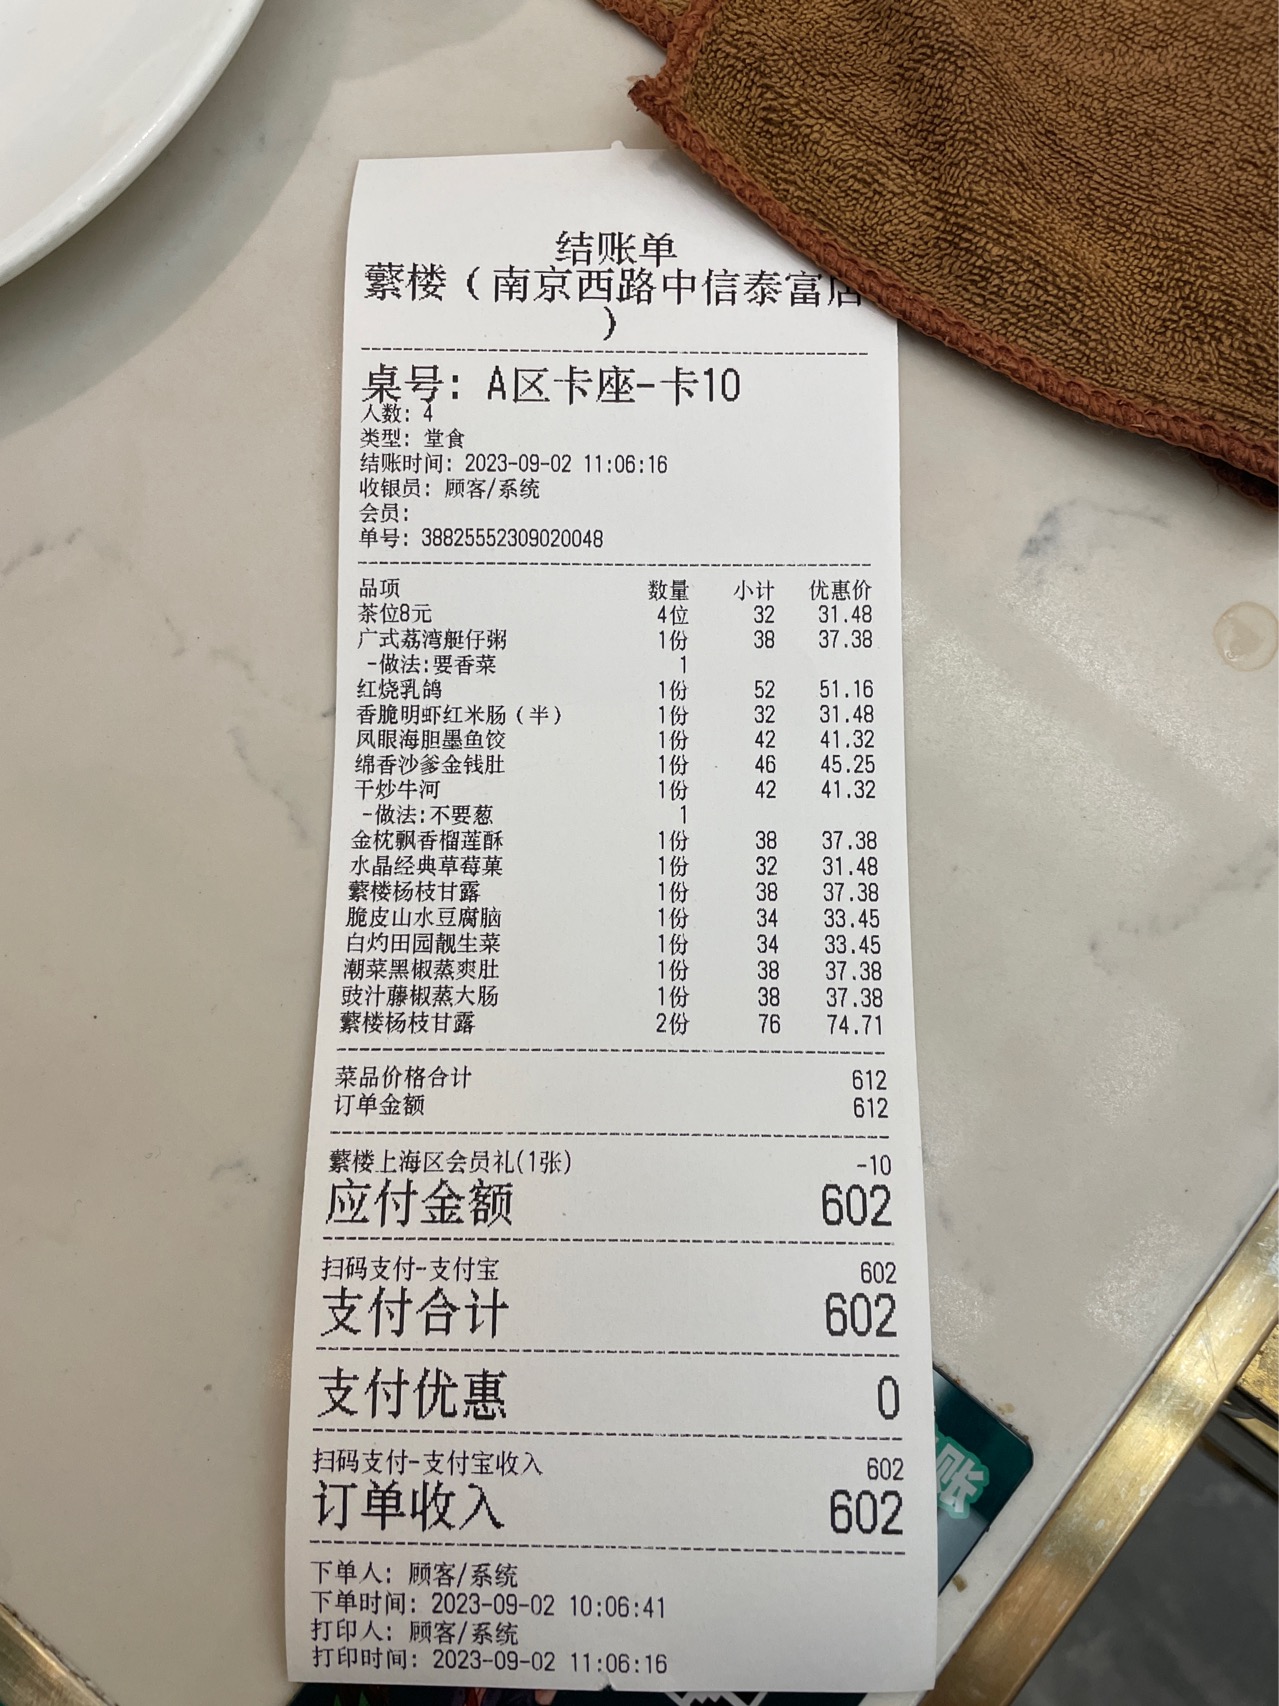 结账单
蘩楼（南京西路中信泰富店
）
桌号: A区卡座-卡10
人数: 4
类型: 堂食
结账时间: 2023-09-02 11:06:16
收银员: 顾客/系统
会员:
单号: 38825552309020048
品项 数量 小计 优惠价
茶位8元 4位 32 31.48
广式荔湾艇仔粥 1份 38 37.38
-做法:要香菜 1
红烧乳鸽 1份 52 51.16
香脆明虾红米肠（半） 1份 32 31.48
凤眼海胆墨鱼饺 1份 42 41.32
绵香沙爹金钱肚 1份 46 45.25
干炒牛河 1份 42 41.32
-做法:不要葱 1
金枕飘香榴莲酥 1份 38 37.38
水晶经典草莓菓 1份 32 31.48
蘩楼杨枝甘露 1份 38 37.38
脆皮山水豆腐脑 1份 34 33.45
白灼田园靓生菜 1份 34 33.45
潮菜黑椒蒸爽肚 1份 38 37.38
豉汁藤椒蒸大肠 1份 38 37.38
蘩楼杨枝甘露 2份 76 74.71
菜品价格合计 612
订单金额 612
蘩楼上海区会员礼(1张) -10
应付金额 602
扫码支付-支付宝 602
支付合计 602
支付优惠 0
扫码支付-支付宝收入 602
订单收入 602
下单人: 顾客/系统
下单时间: 2023-09-02 10:06:41
打印人: 顾客/系统
打印时间: 2023-09-02 11:06:16
账